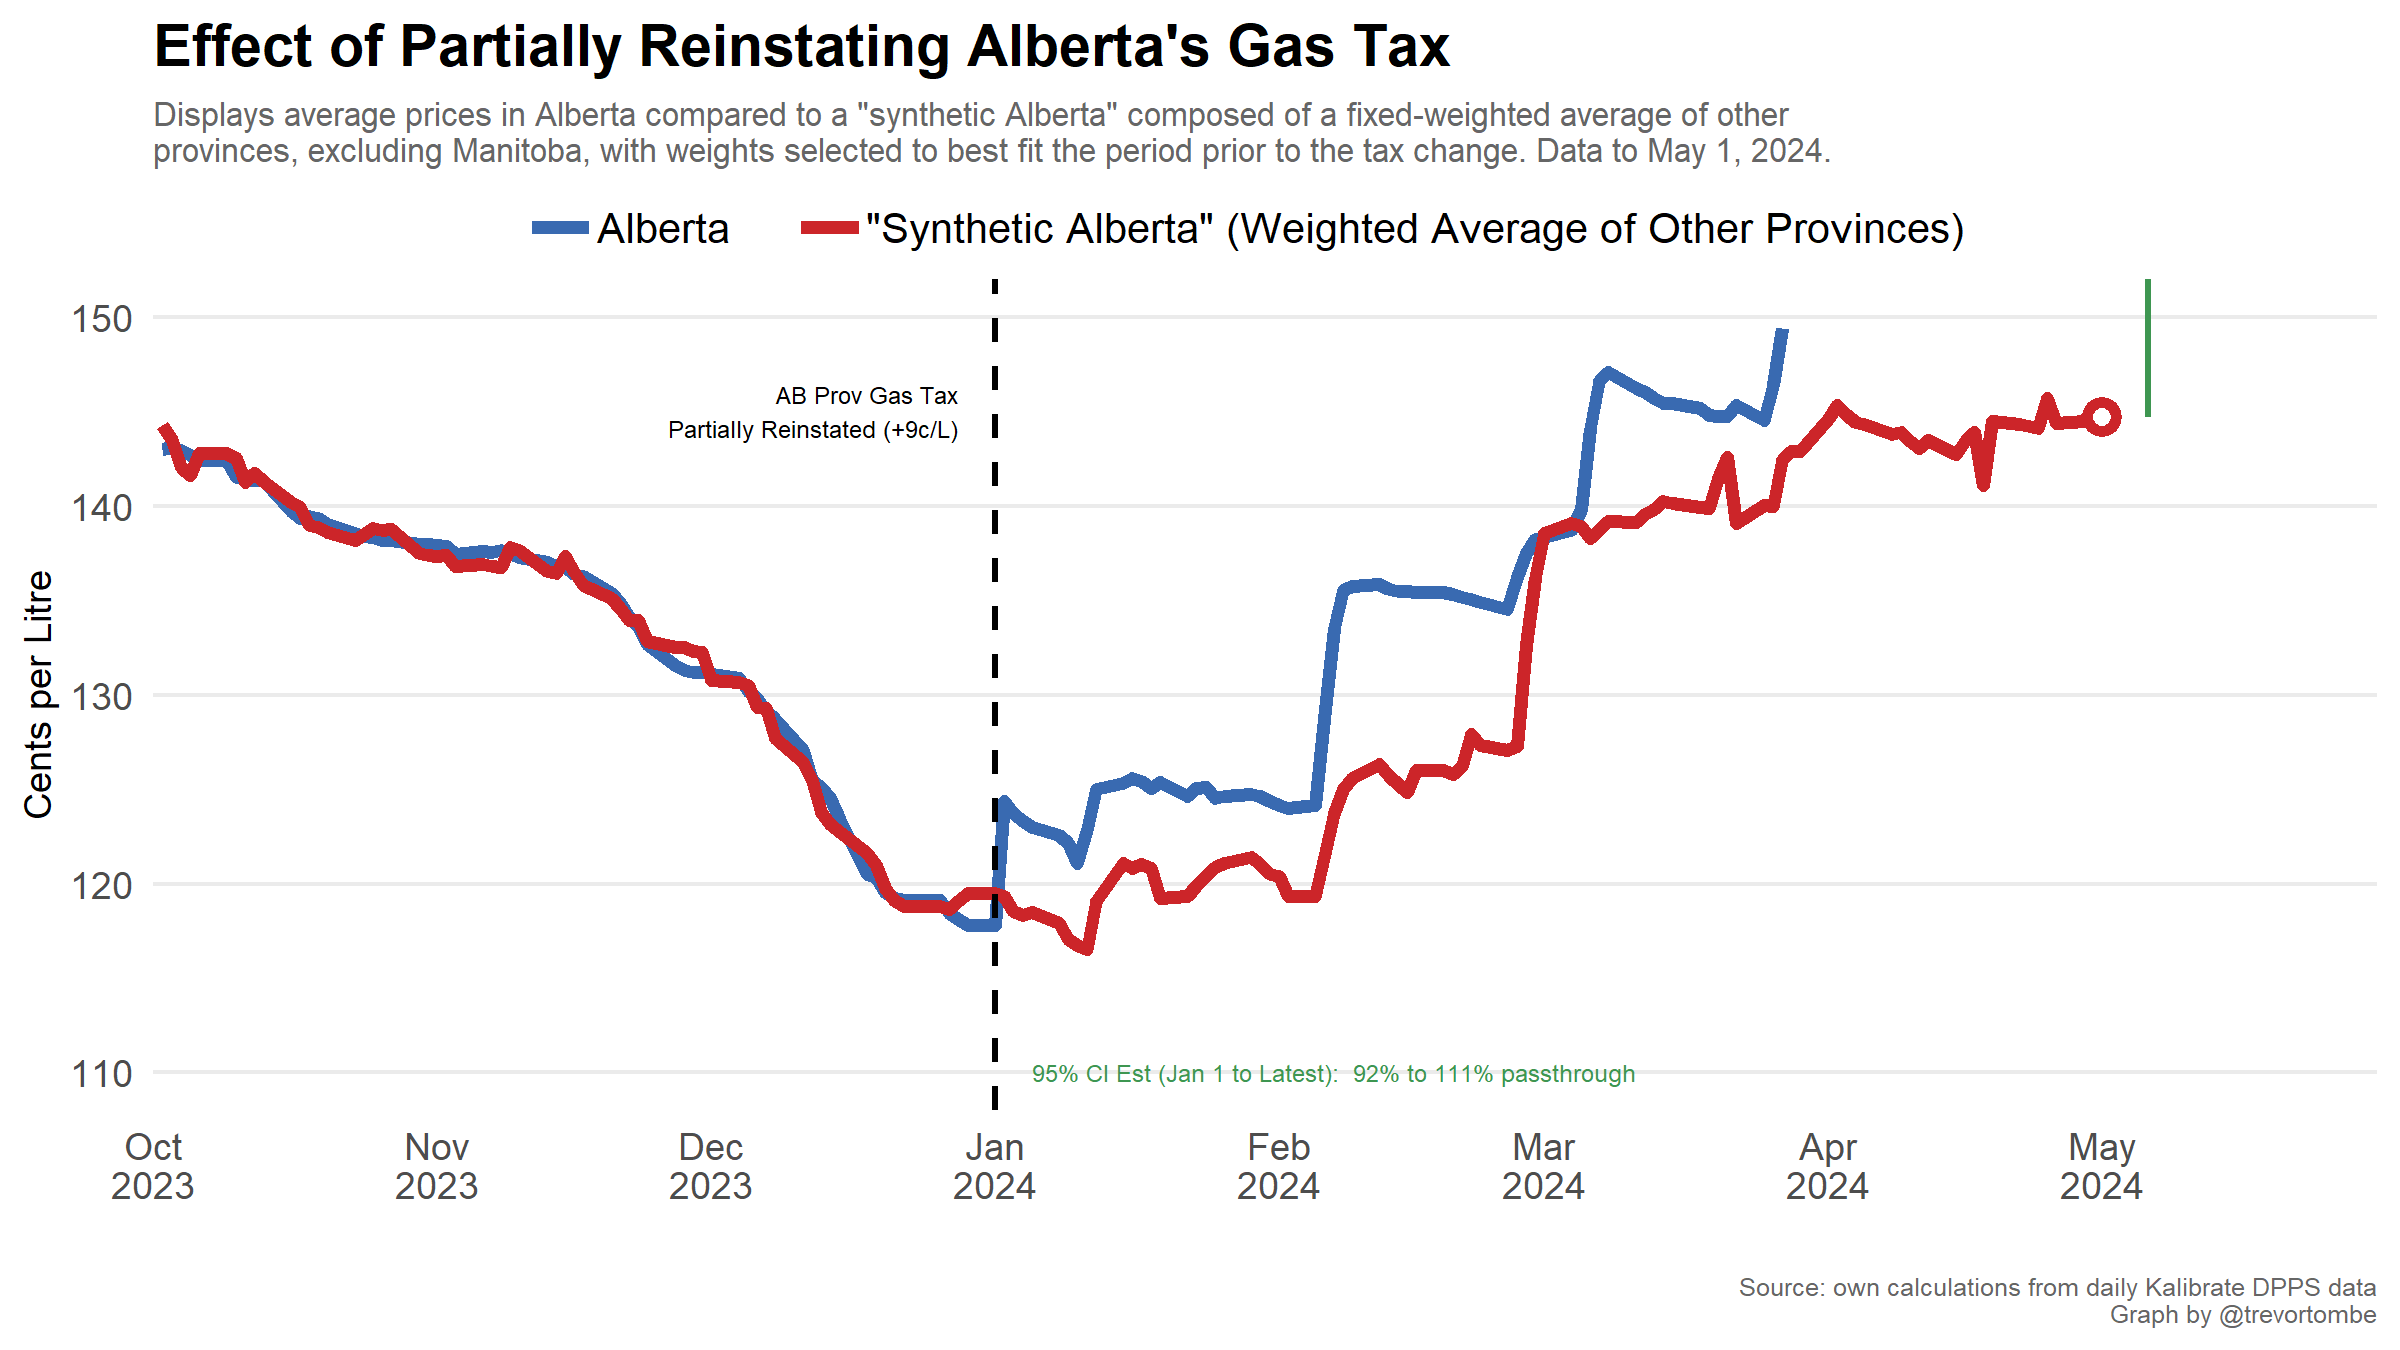 Effect of Partially Reinstating Alberta's Gas Tax
Displays average prices in Alberta compared to a "synthetic Alberta" composed of a fixed-weighted average of other
provinces, excluding Manitoba, with weights selected to best fit the period prior to the tax change. Data to May 1, 2024.
Alberta
"Synthetic Alberta" (Weighted Average of Other Provinces)
Cents per Litre
150
140
130
120
110
AB Prov Gas Tax
Partially Reinstated (+9c/L)
95% CI Est (Jan 1 to Latest):  92% to 111% passthrough
Oct
2023
Nov
2023
Dec
2023
Jan
2024
Feb
2024
Mar
2024
Apr
2024
May
2024
Source: own calculations from daily Kalibrate DPPS data
Graph by @trevortombe